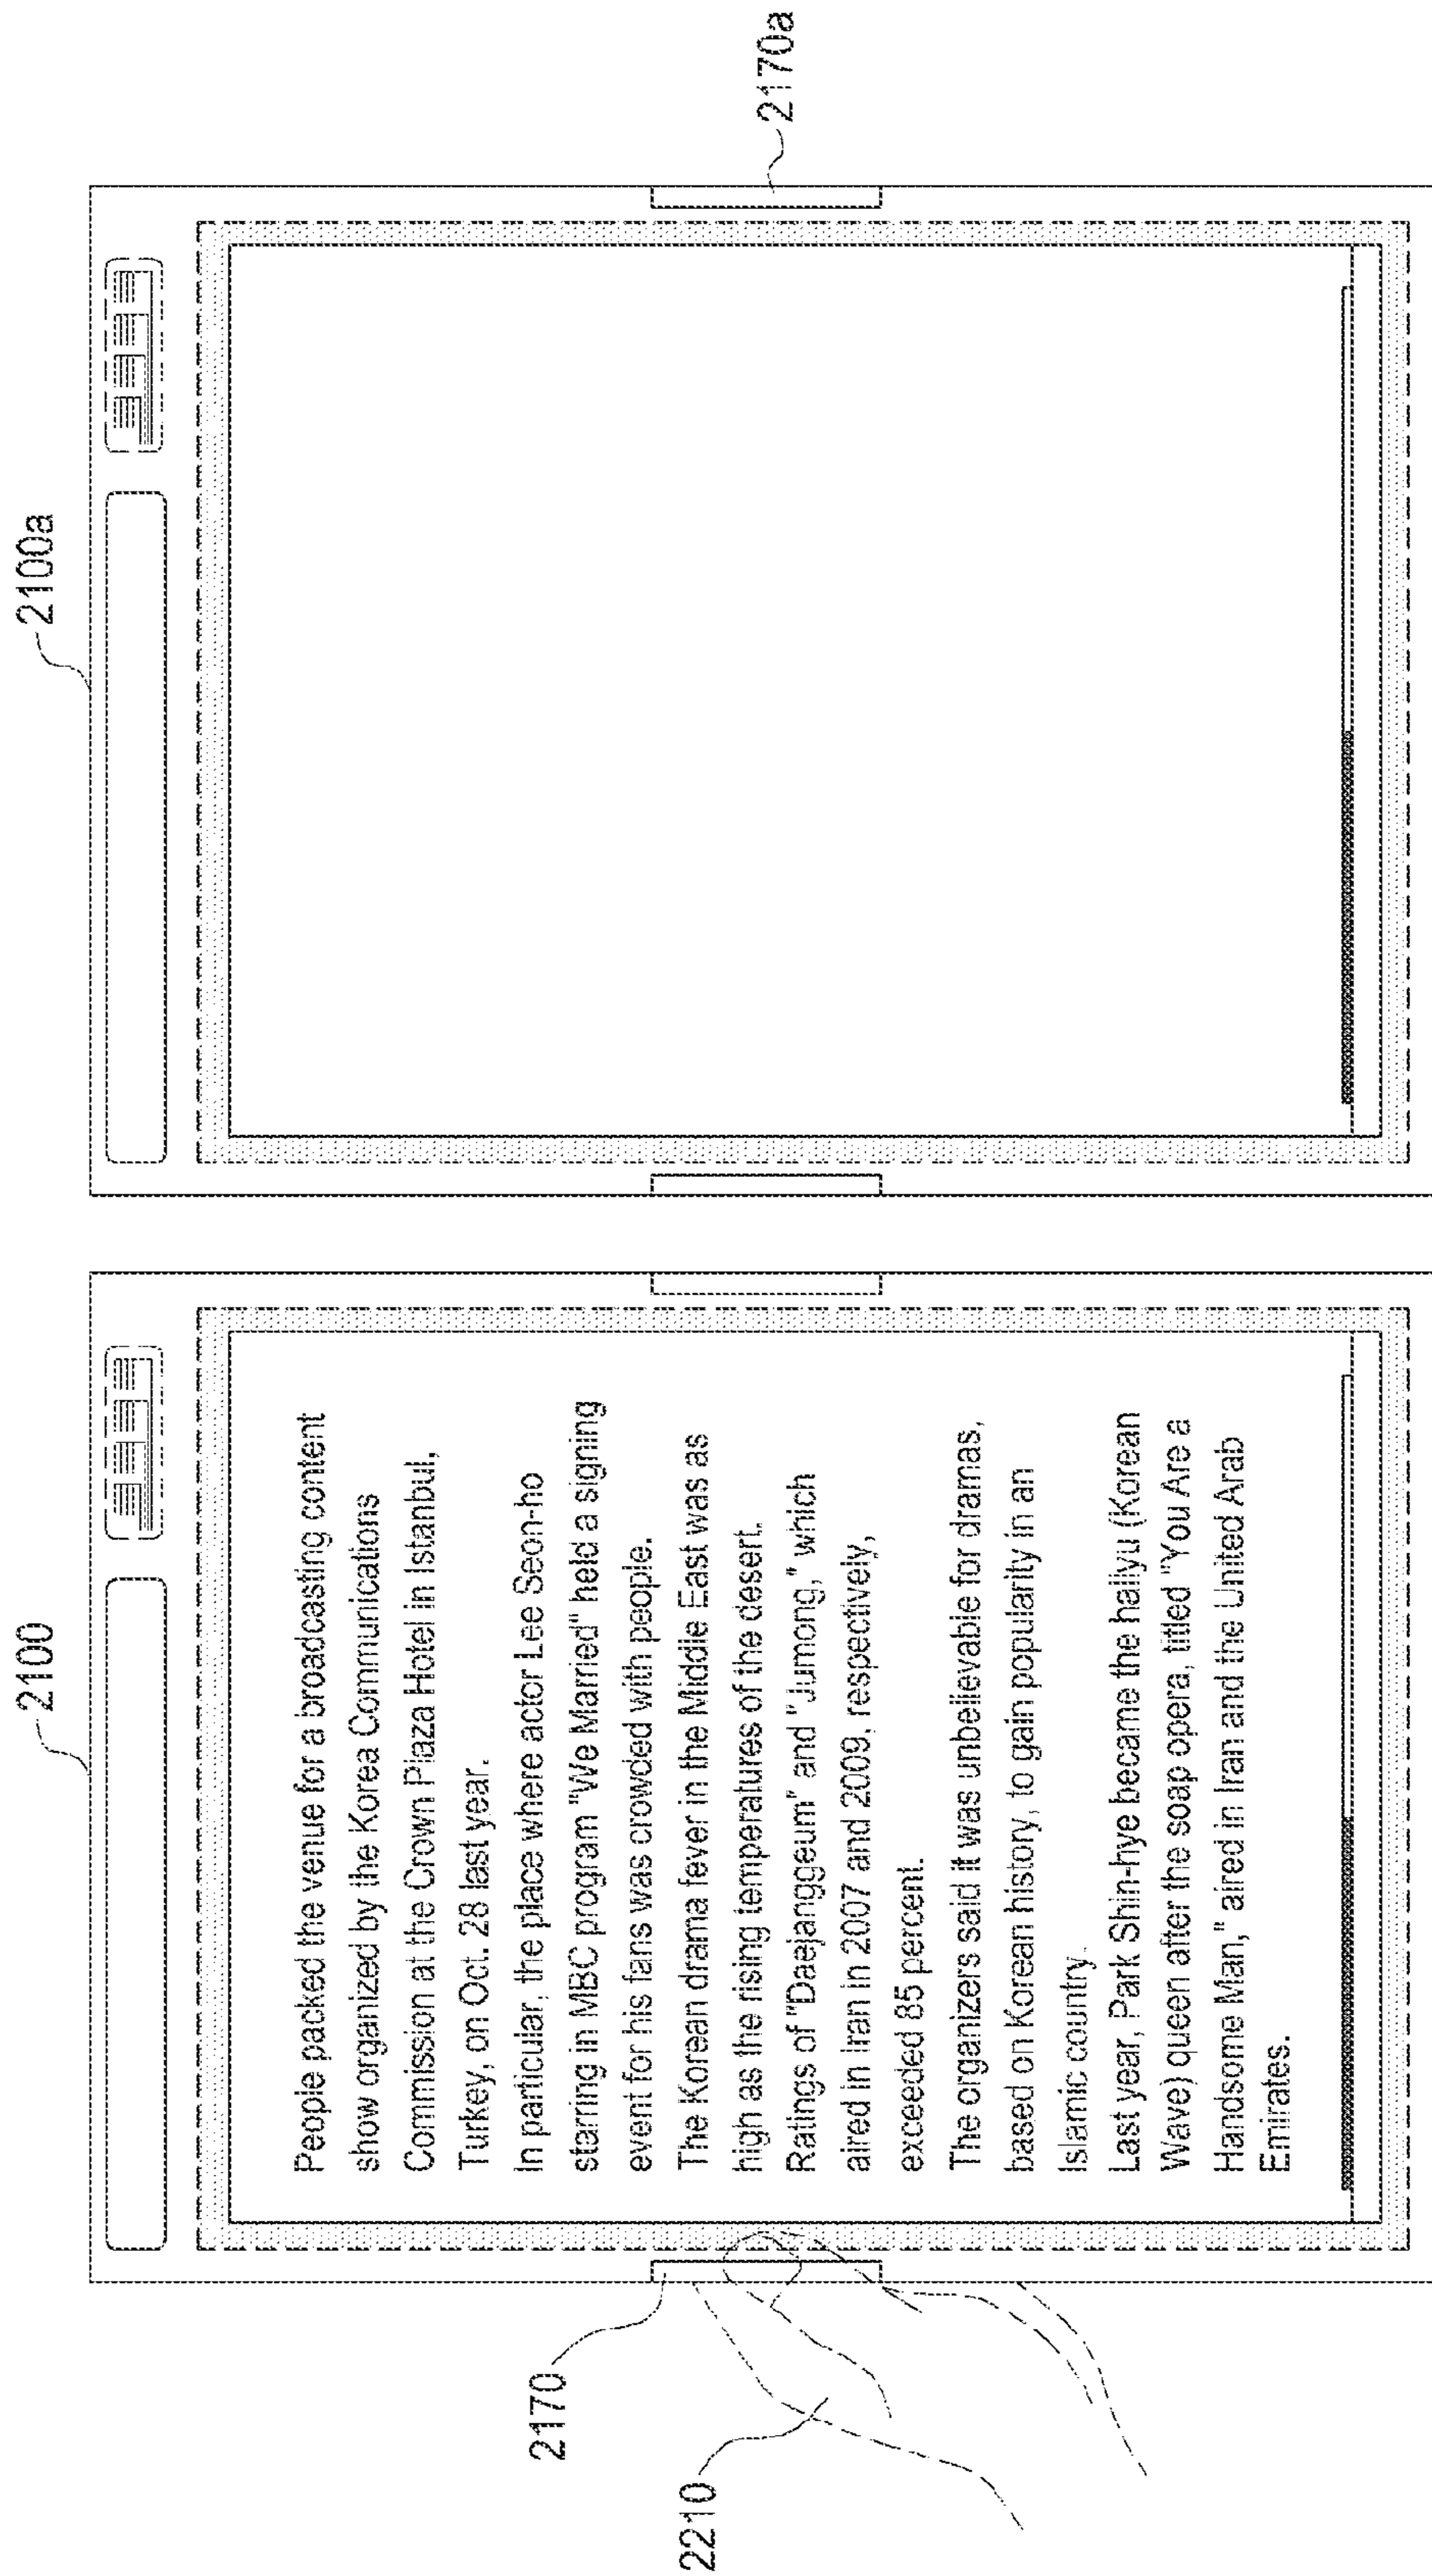 2100
2100a
2170
2210
2170a
People packed the venue for a broadcasting content
show organized by the Korea Communications
Commission at the Crown Plaza Hotel in Istanbul,
Turkey, on Oct. 28 last year.
In particular, the place where actor Lee Seon-ho
starring in MBC program "We Married" held a signing
event for his fans was crowded with people.
The Korean drama fever in the Middle East was as
high as the rising temperatures of the desert.
Ratings of "Daejanggeum" and "Jumong," which
aired in Iran in 2007 and 2009, respectively,
exceeded 85 percent.
The organizers said it was unbelievable for dramas,
based on Korean history, to gain popularity in an
Islamic country.
Last year, Park Shin-hye became the hallyu (Korean
Wave) queen after the soap opera, titled "You Are a
Handsome Man," aired in Iran and the United Arab
Emirates.